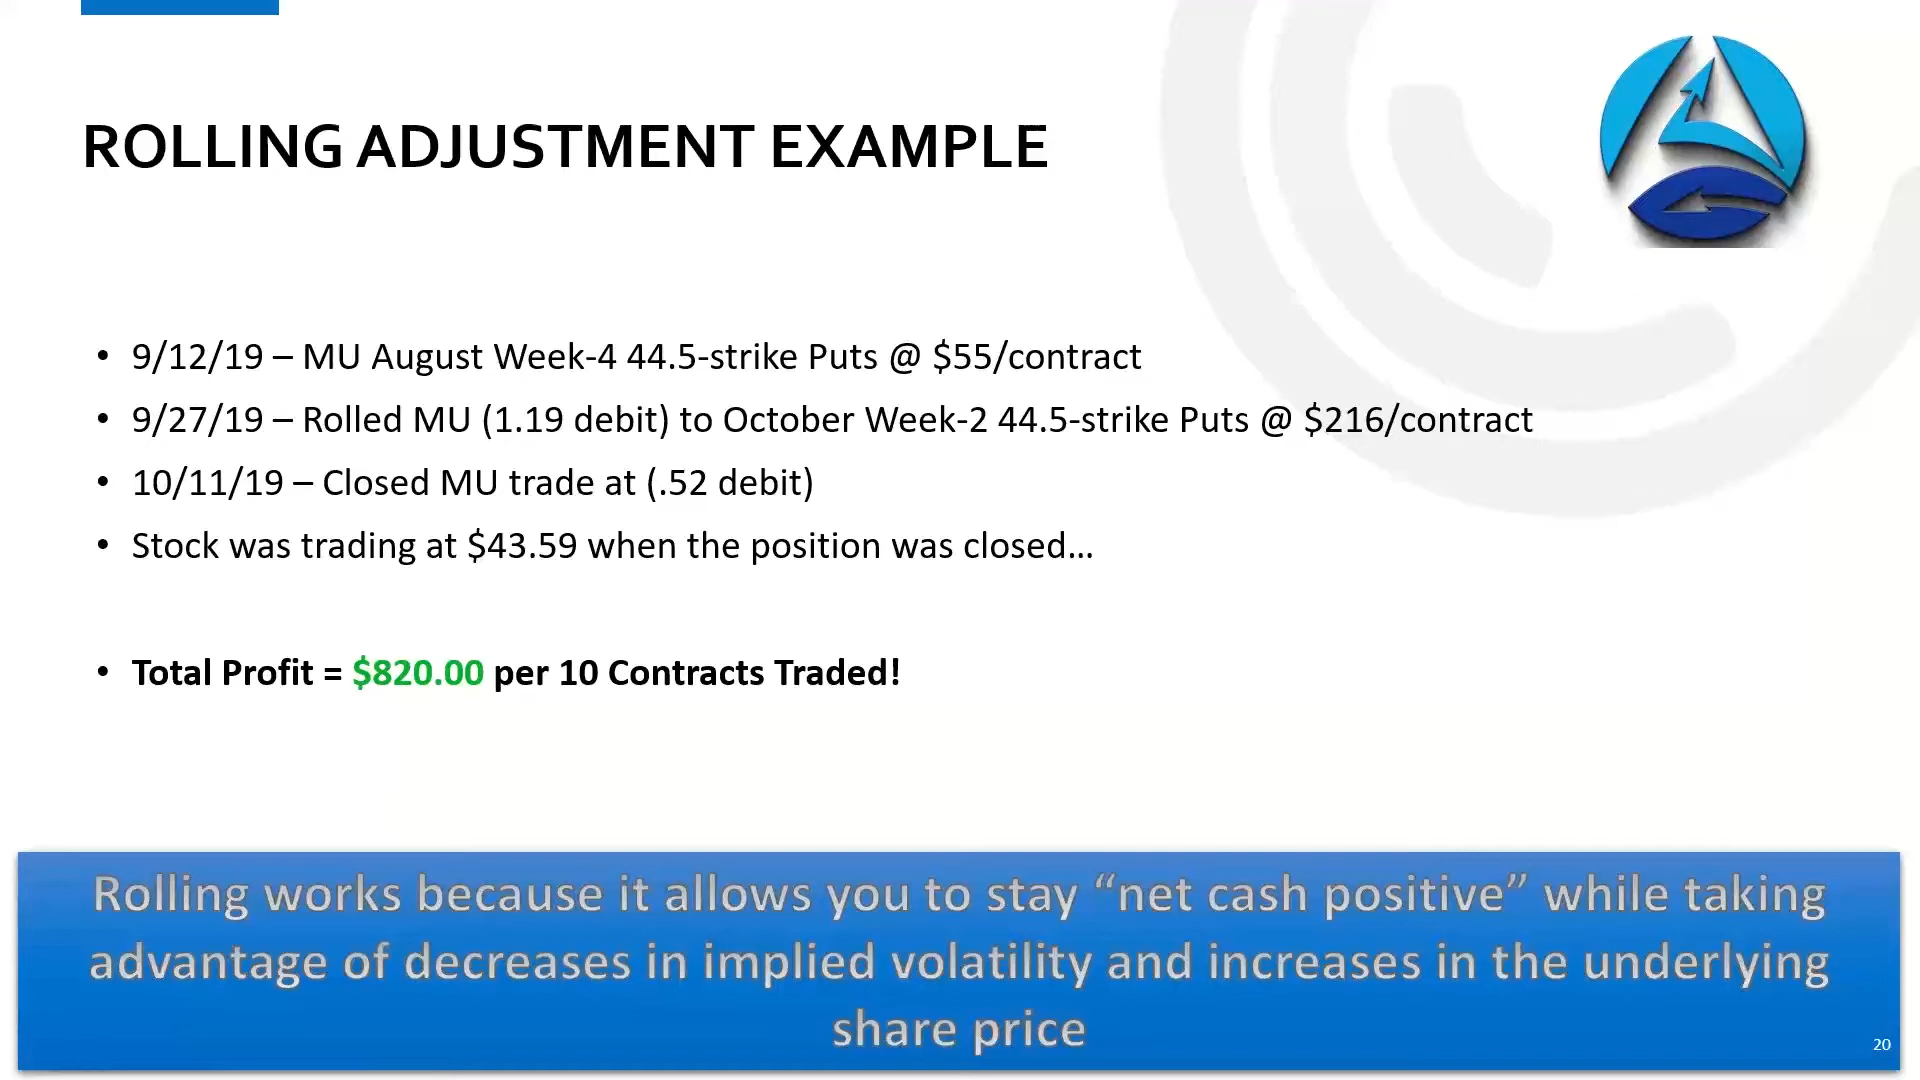 ROLLING ADJUSTMENT EXAMPLE
• 9/12/19 – MU August Week-4 44.5-strike Puts @ $55/contract
• 9/27/19 – Rolled MU (1.19 debit) to October Week-2 44.5-strike Puts @ $216/contract
• 10/11/19 – Closed MU trade at (.52 debit)
• Stock was trading at $43.59 when the position was closed…
• Total Profit = $820.00 per 10 Contracts Traded!
Rolling works because it allows you to stay “net cash positive” while taking
advantage of decreases in implied volatility and increases in the underlying
share price
20